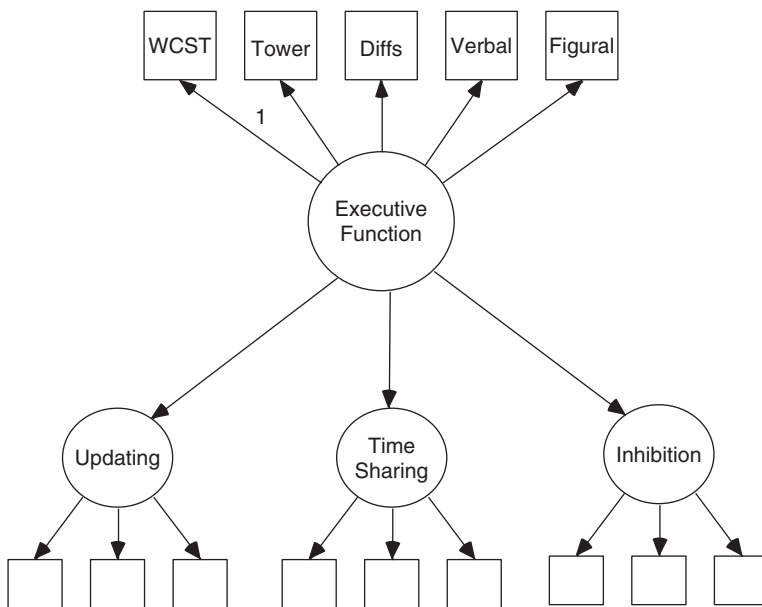 WCST
Tower
Diffs
Verbal
Figural
1
Executive
Function
Updating
Time
Sharing
Inhibition